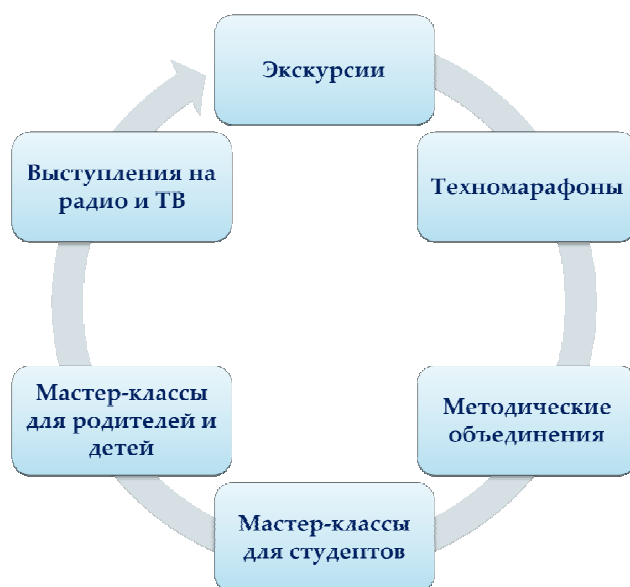 Экскурсии
Техномарафоны
Методические
объединения
Мастер-классы
для студентов
Мастер-классы
для родителей и
детей
Выступления на
радио и ТВ